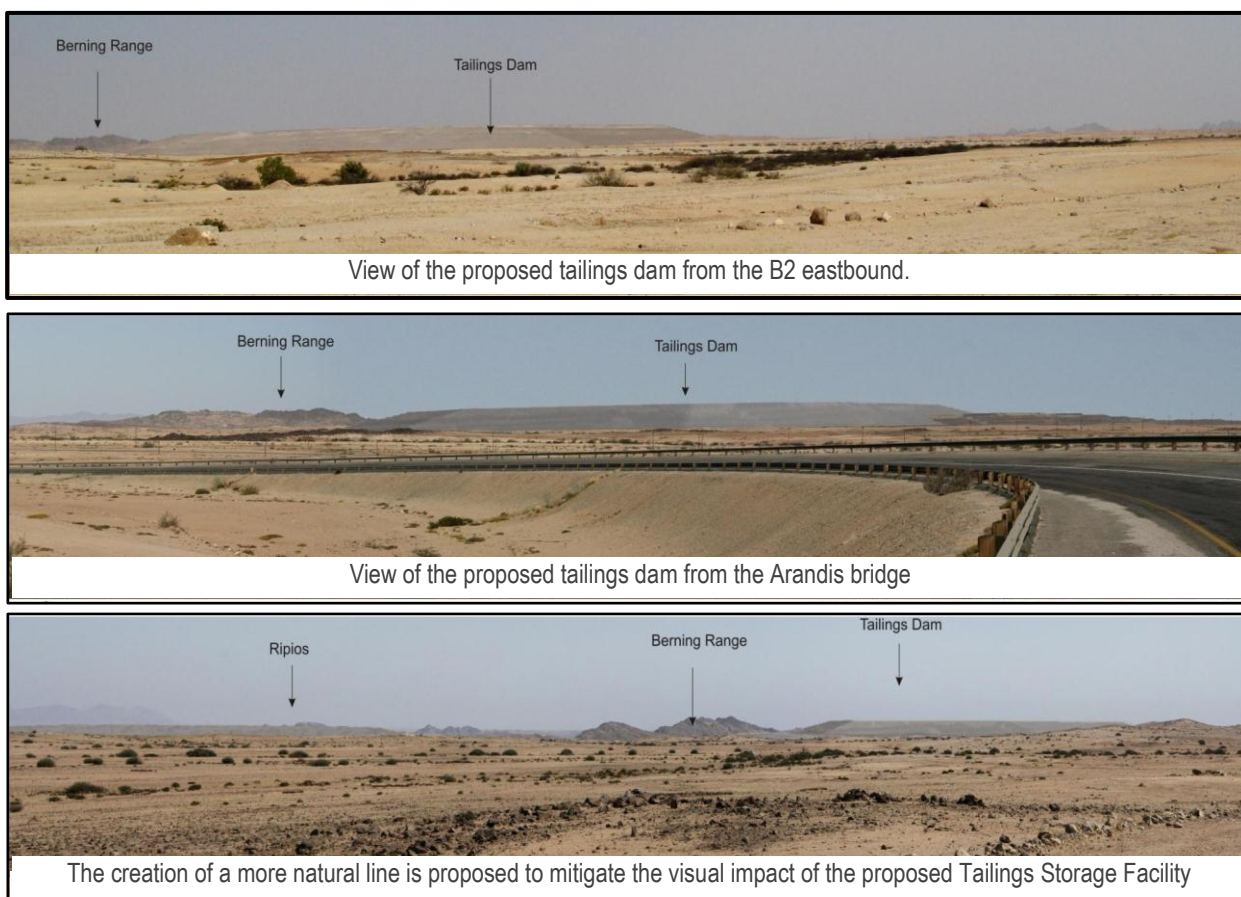 Berning Range
Tailings Dam
View of the proposed tailings dam from the B2 eastbound.
Berning Range
Tailings Dam
View of the proposed tailings dam from the Arandis bridge
Ripios
Berning Range
Tailings Dam
The creation of a more natural line is proposed to mitigate the visual impact of the proposed Tailings Storage Facility